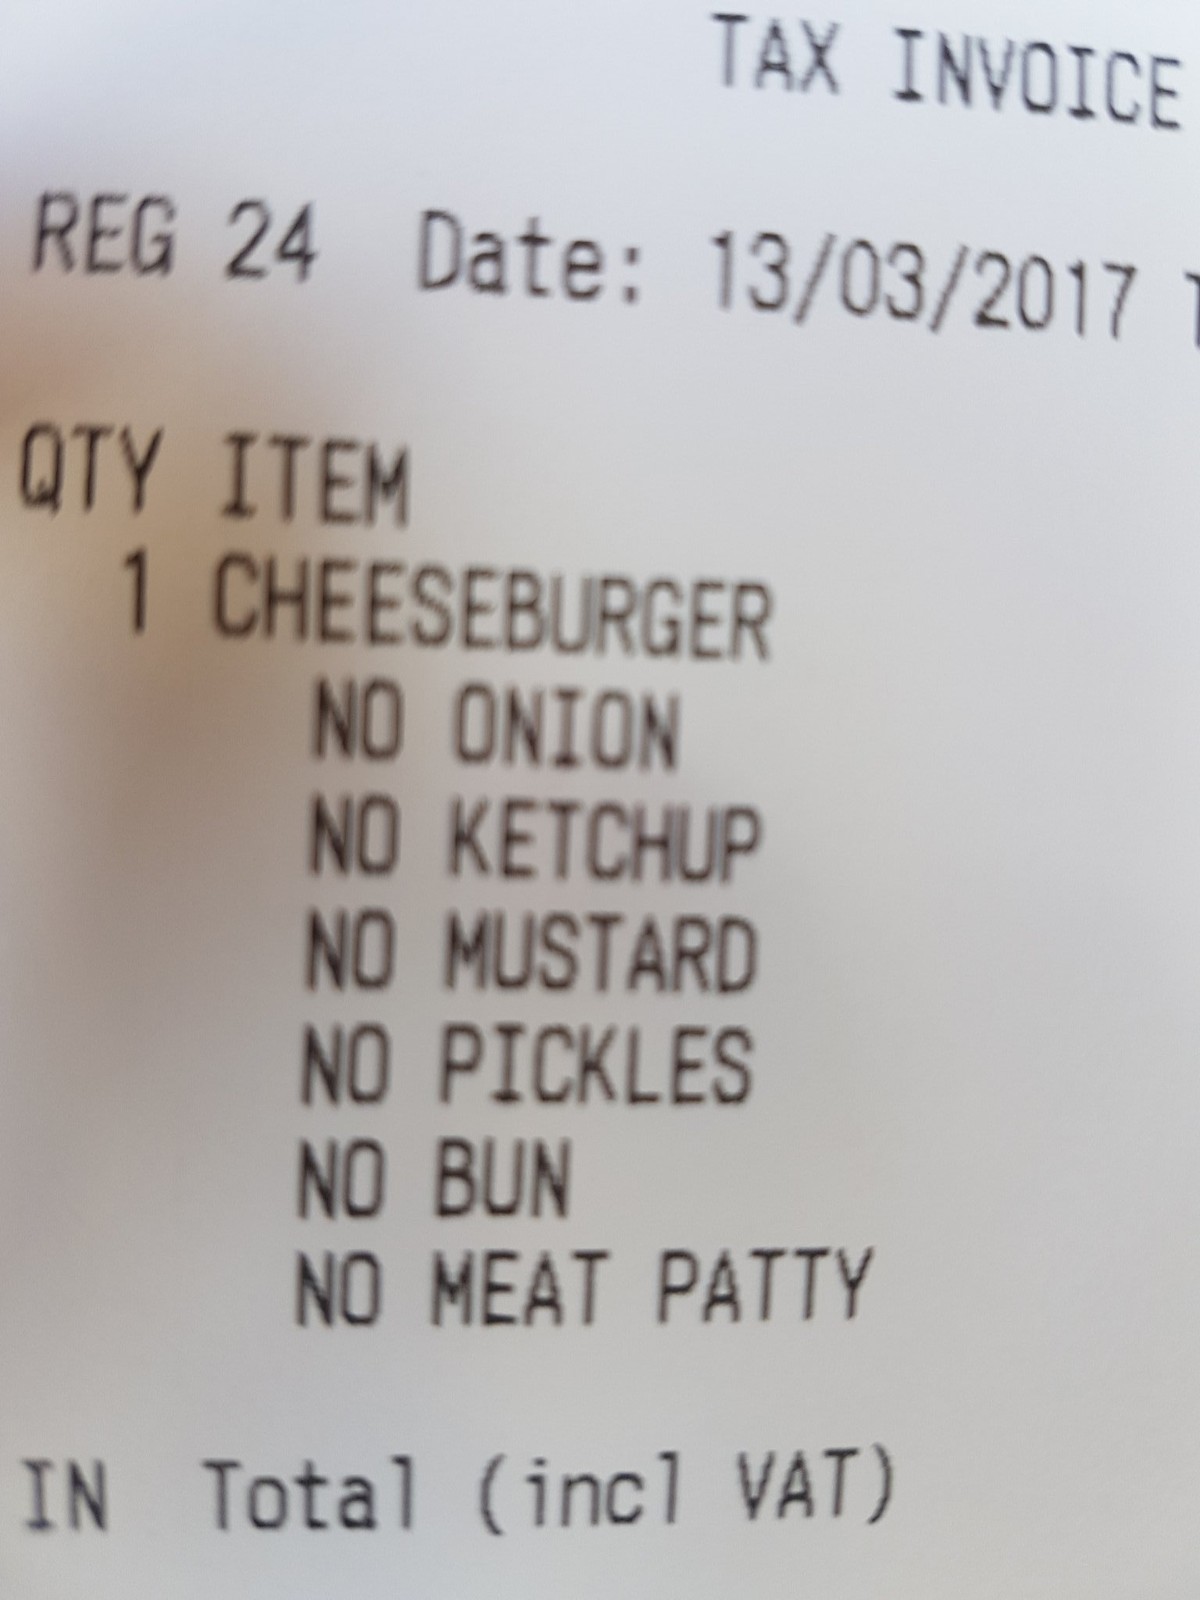 TAX INVOICE
REG 24 Date: 13/03/2017
QTY ITEM
1 CHEESEBURGER
NO ONION
NO KETCHUP
NO MUSTARD
NO PICKLES
NO BUN
NO MEAT PATTY
IN Total (incl VAT)